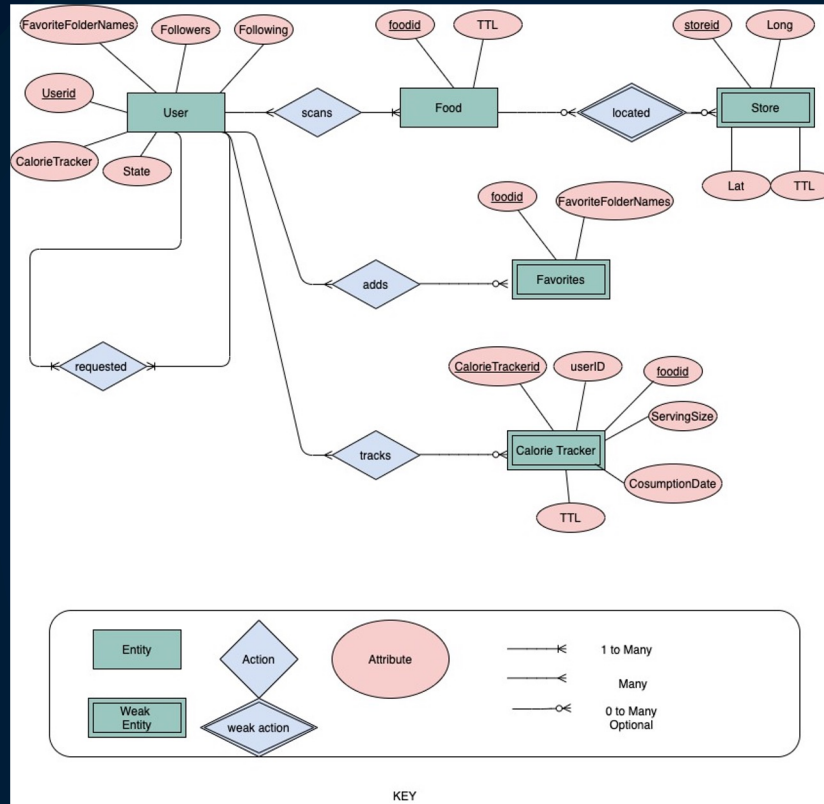 FavoriteFolderNames
Followers
Following
foodid
TTL
storeid
Long
Userid
User
scans
Food
located
Store
CalorieTracker
State
Lat
TTL
foodid
FavoriteFolderNames
adds
Favorites
requested
CalorieTrackerid
userID
foodid
ServingSize
tracks
Calorie Tracker
CosumptionDate
TTL
Entity
Action
Attribute
1 to Many
Many
Weak
Entity
weak action
0 to Many
Optional
KEY